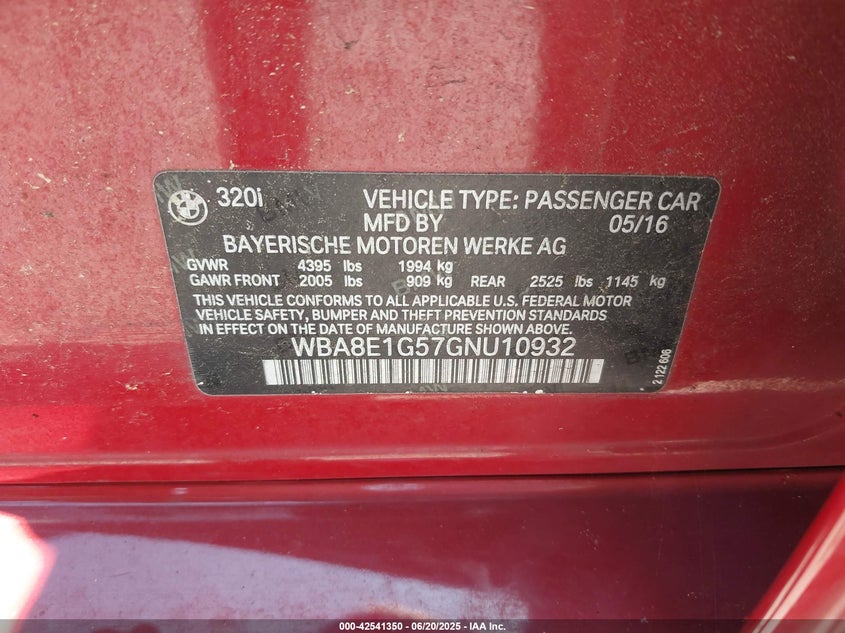 320i VEHICLE TYPE: PASSENGER CAR
MFD BY 05/16
BAYERISCHE MOTOREN WERKE AG
GVWR 4395 lbs 1994 kg
GAWR FRONT 2005 lbs 909 kg REAR 2525 lbs 1145 kg
THIS VEHICLE CONFORMS TO ALL APPLICABLE U.S. FEDERAL MOTOR
VEHICLE SAFETY, BUMPER AND THEFT PREVENTION STANDARDS
IN EFFECT ON THE DATE OF MANUFACTURE SHOWN ABOVE.
WBA8E1G57GNU10932
2 122 606
000-42541350 | 06/20/2025 - IAA Inc.